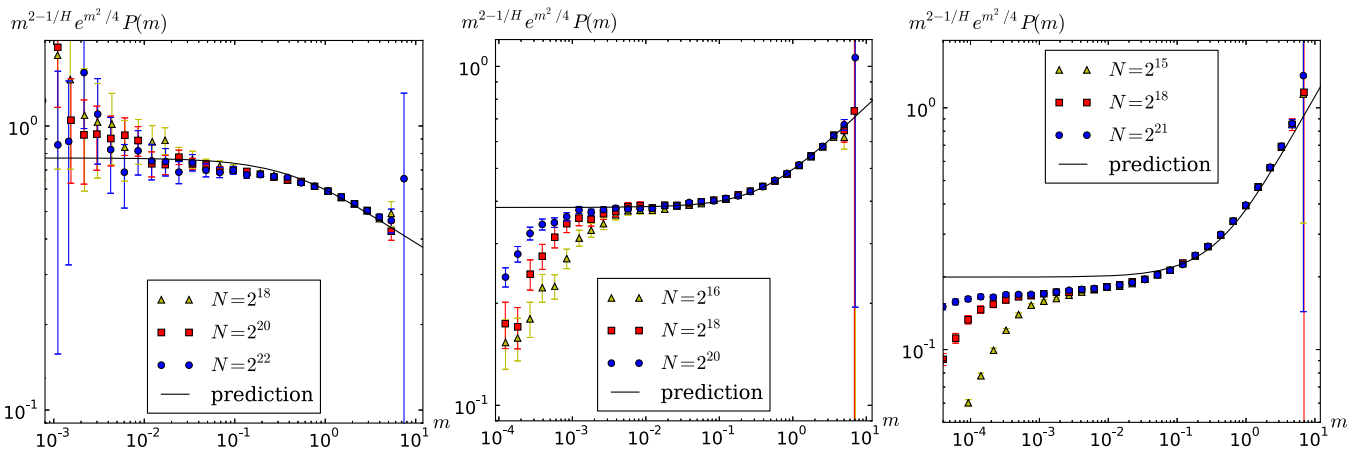 m^{2−1/H} e^{m²/4} P(m)
10^0
10^{-1}
10^{-3} 10^{-2} 10^{-1} 10^0 10^1 m
N=2^{18}
N=2^{20}
N=2^{22}
prediction
m^{2−1/H} e^{m²/4} P(m)
10^0
10^{-1}
10^{-4} 10^{-3} 10^{-2} 10^{-1} 10^0 10^1 m
N=2^{16}
N=2^{18}
N=2^{20}
prediction
m^{2−1/H} e^{m²/4} P(m)
N=2^{15}
N=2^{18}
N=2^{21}
prediction
10^0
10^{-1}
10^{-4} 10^{-3} 10^{-2} 10^{-1} 10^0 10^1 m